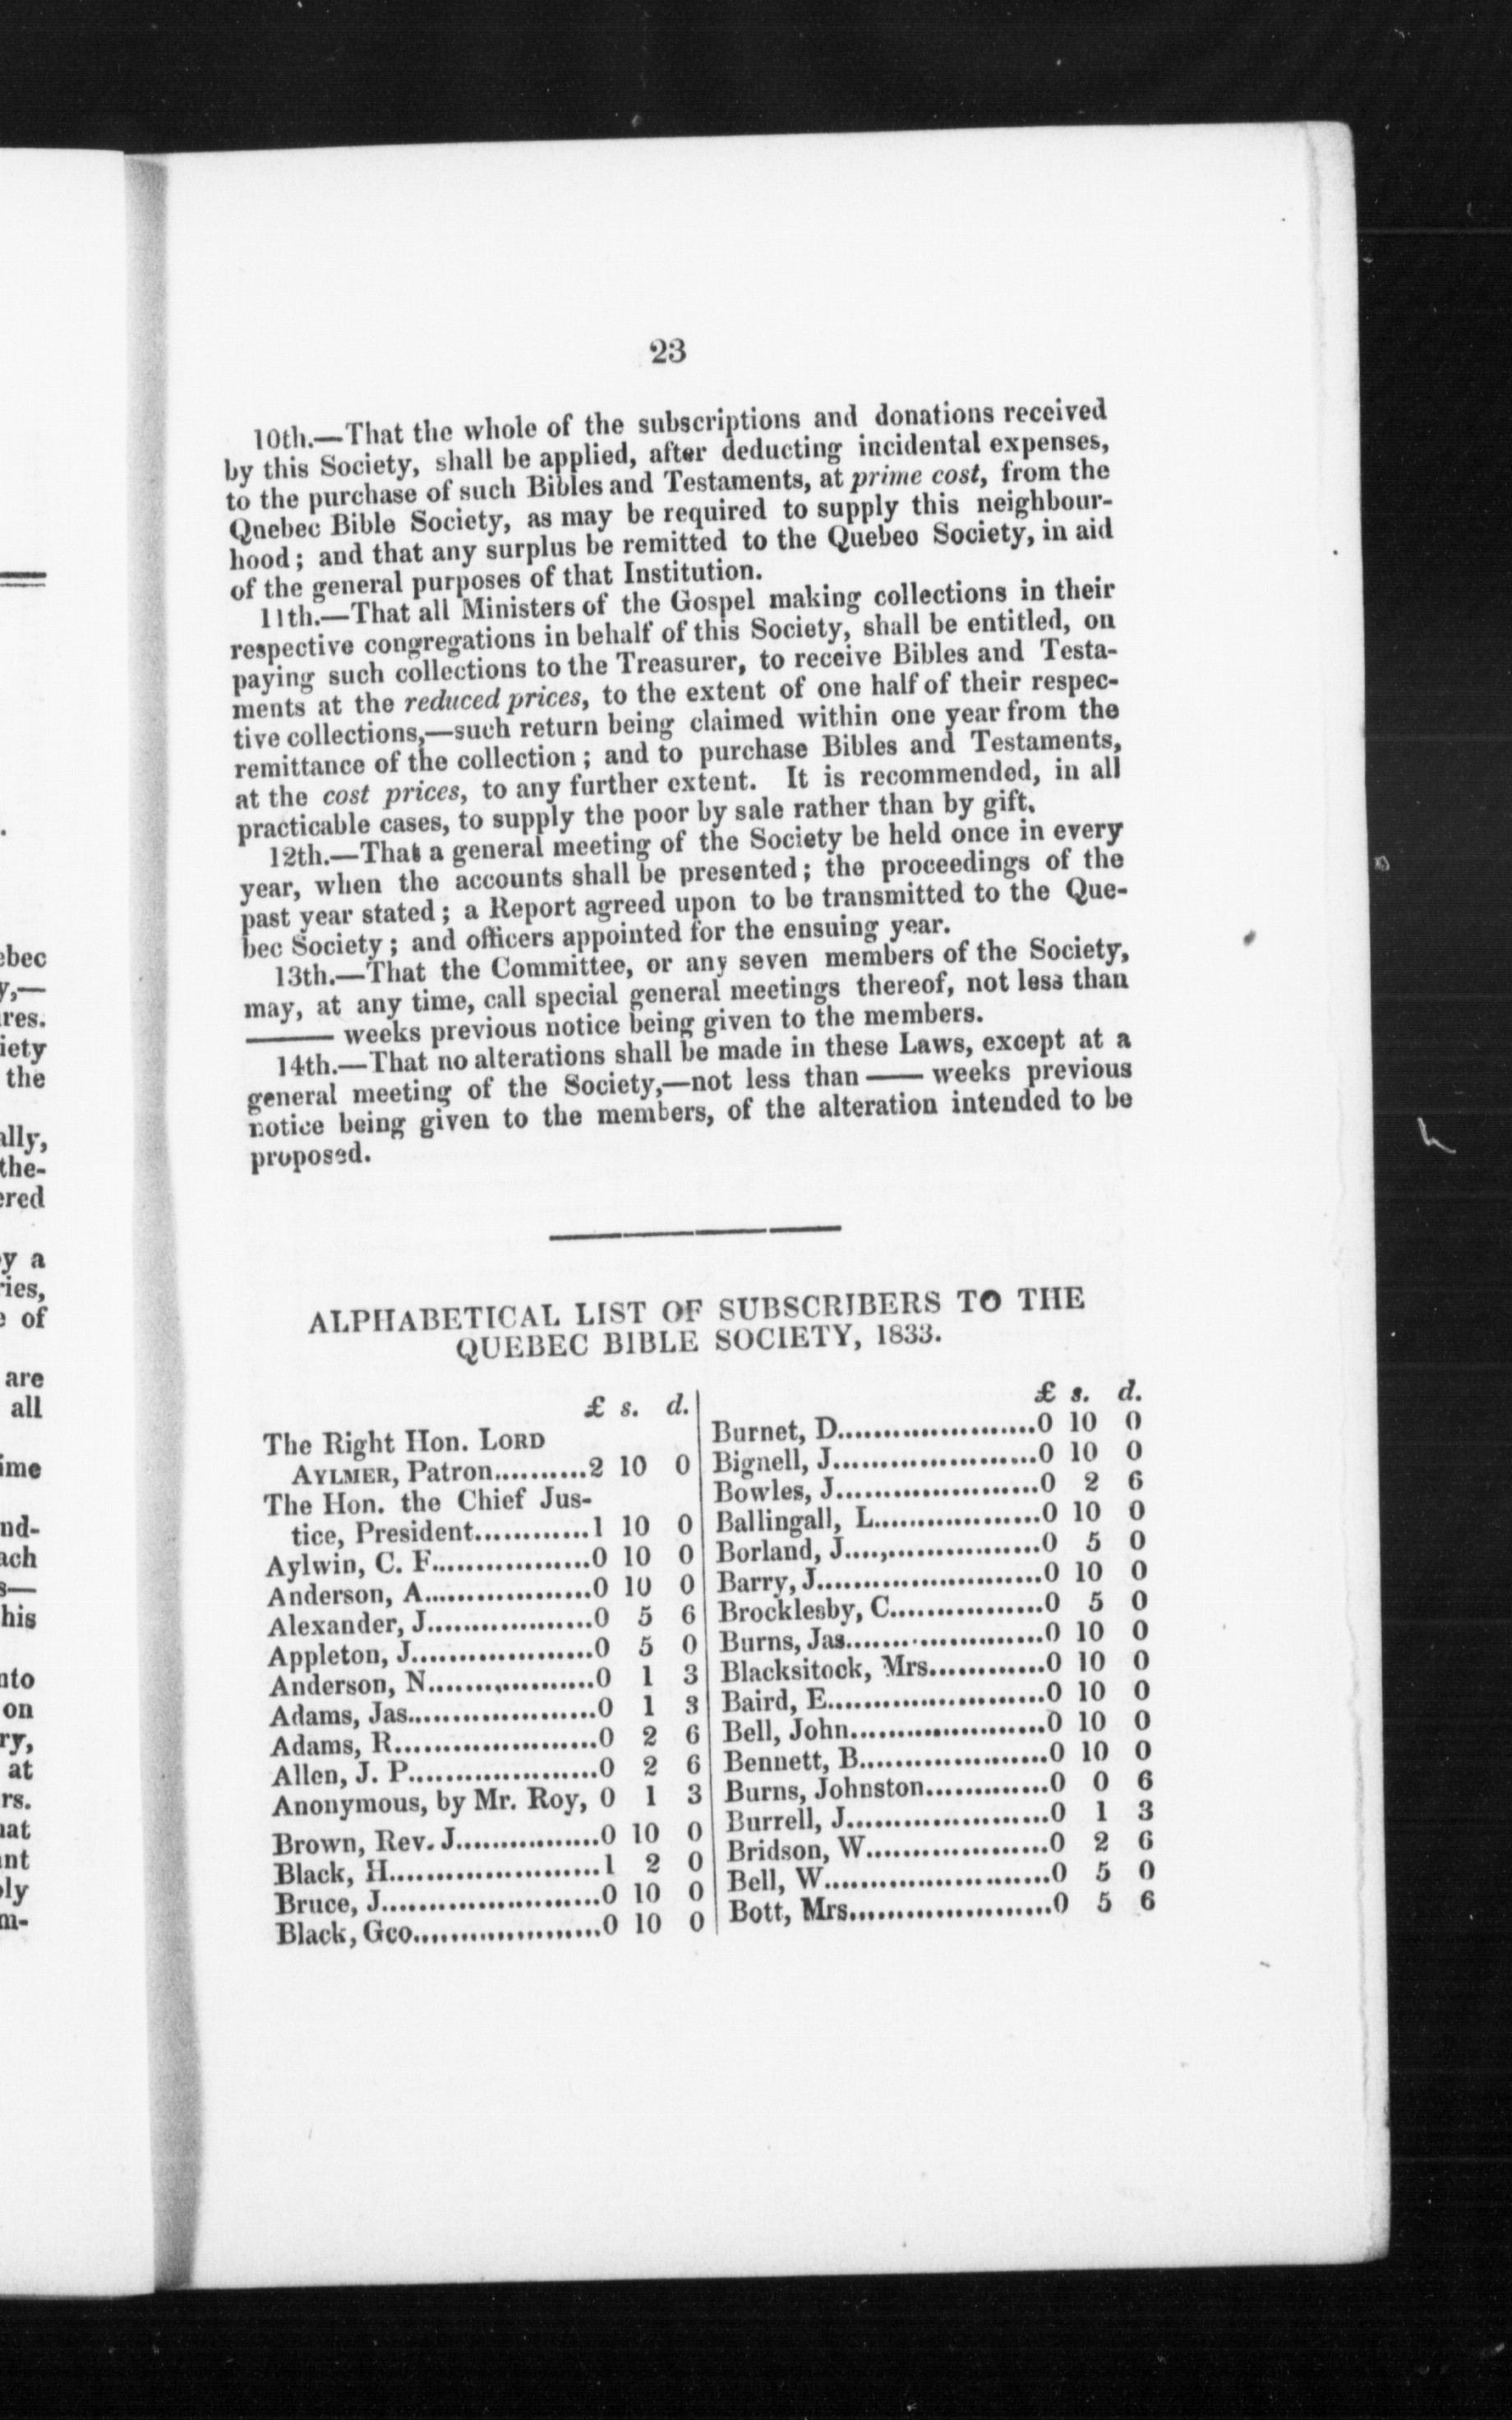 23
10th.—That the whole of the subscriptions and donations received
by this Society, shall be applied, after deducting incidental expenses,
to the purchase of such Bibles and Testaments, at prime cost, from the
Quebec Bible Society, as may be required to supply this neighbour-
hood; and that any surplus be remitted to the Quebec Society, in aid
of the general purposes of that Institution.
11th.—That all Ministers of the Gospel making collections in their
respective congregations in behalf of this Society, shall be entitled, on
paying such collections to the Treasurer, to receive Bibles and Testa-
ments at the reduced prices, to the extent of one half of their respec-
tive collections,—such return being claimed within one year from the
remittance of the collection; and to purchase Bibles and Testaments,
at the cost prices, to any further extent. It is recommended, in all
practicable cases, to supply the poor by sale rather than by gift.
12th.—That a general meeting of the Society be held once in every
year, when the accounts shall be presented; the proceedings of the
past year stated; a Report agreed upon to be transmitted to the Que-
bec Society; and officers appointed for the ensuing year.
13th.—That the Committee, or any seven members of the Society,
may, at any time, call special general meetings thereof, not less than
—— weeks previous notice being given to the members.
14th.—That no alterations shall be made in these Laws, except at a
general meeting of the Society,—not less than —— weeks previous
notice being given to the members, of the alteration intended to be
proposed.
ALPHABETICAL LIST OF SUBSCRIBERS TO THE
QUEBEC BIBLE SOCIETY, 1833.
£ s. d.
The Right Hon. LORD
AYLMER, Patron..........2 10 0
The Hon. the Chief Jus-
tice, President............1 10 0
Aylwin, C. F.................0 10 0
Anderson, A..................0 10 0
Alexander, J..................0 5 6
Appleton, J....................0 5 0
Anderson, N..................0 1 3
Adams, Jas....................0 1 3
Adams, R......................0 2 6
Allen, J. P....................0 2 6
Anonymous, by Mr. Roy, 0 1 3
Brown, Rev. J................0 10 0
Black, H.......................1 2 0
Bruce, J........................0 10 0
Black, Geo....................0 10 0
£ s. d.
Burnet, D......................0 10 0
Bignell, J......................0 10 0
Bowles, J......................0 2 6
Ballingall, L..................0 10 0
Borland, J.....................0 5 0
Barry, J........................0 10 0
Brocklesby, C.................0 5 0
Burns, Jas.....................0 10 0
Blacksitock, Mrs.............0 10 0
Baird, E........................0 10 0
Bell, John.....................0 10 0
Bennett, B....................0 10 0
Burns, Johnston.............0 0 6
Burrell, J......................0 1 3
Bridson, W....................0 2 6
Bell, W........................0 5 0
Bott, Mrs......................0 5 6